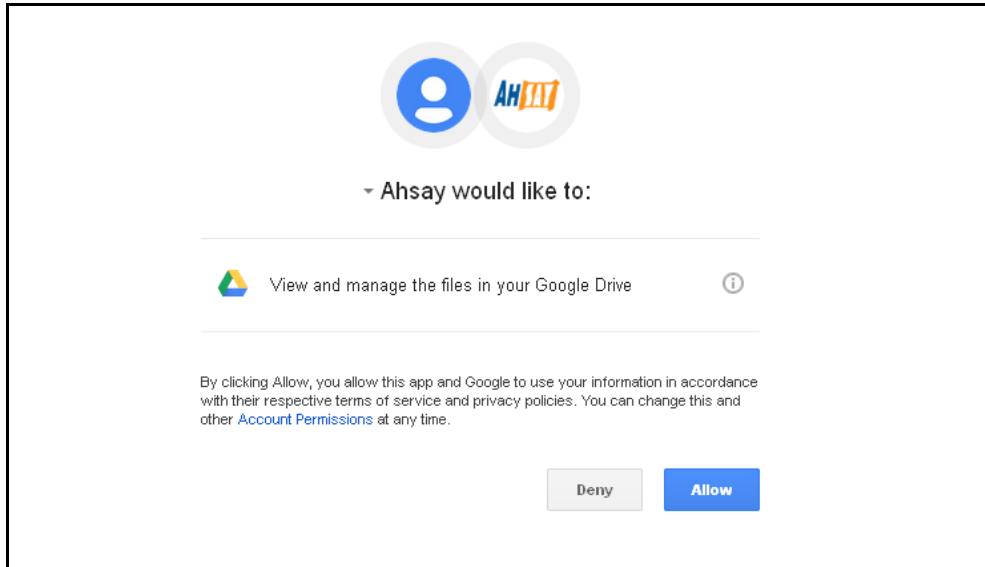 AHSAY
Ahsay would like to:
View and manage the files in your Google Drive
By clicking Allow, you allow this app and Google to use your information in accordance
with their respective terms of service and privacy policies. You can change this and
other Account Permissions at any time.
Deny Allow